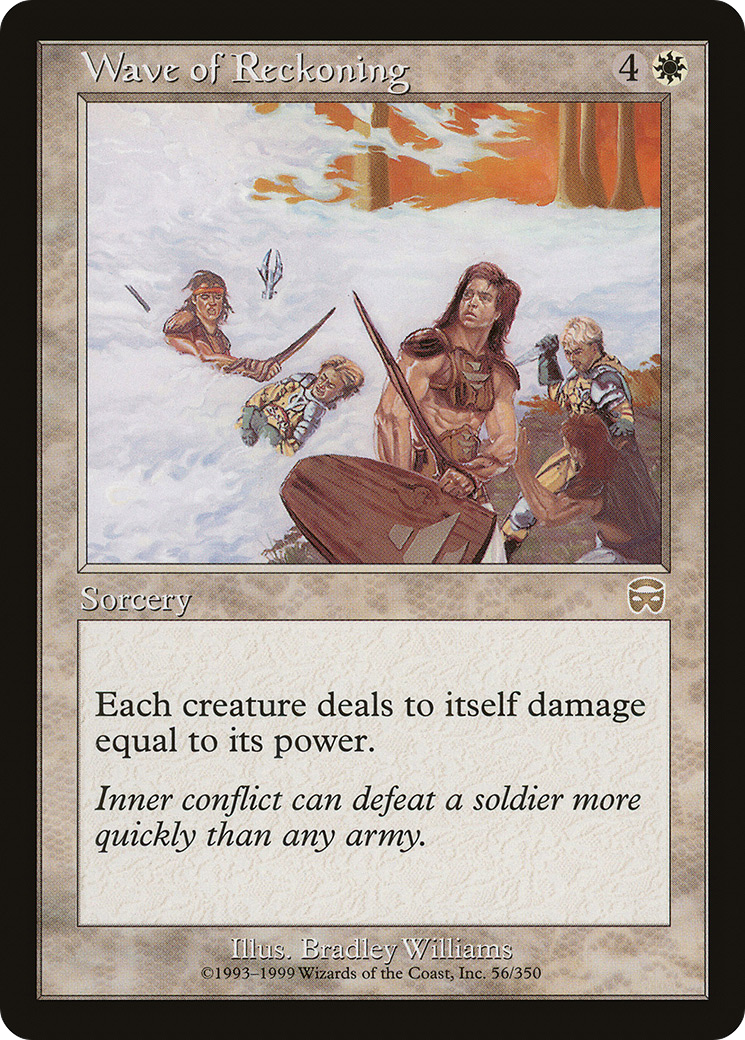 Wave of Reckoning 4
Sorcery
Each creature deals to itself damage
equal to its power.
Inner conflict can defeat a soldier more
quickly than any army.
Illus. Bradley Williams
©1993–1999 Wizards of the Coast, Inc. 56/350